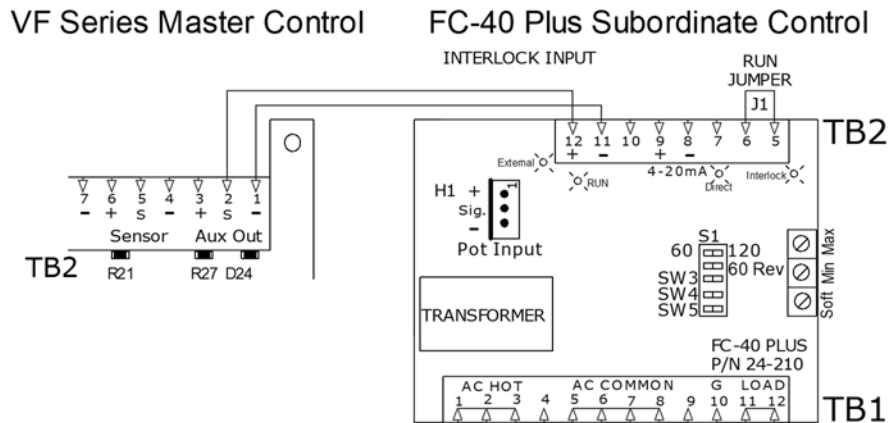 VF Series Master Control
FC-40 Plus Subordinate Control
INTERLOCK INPUT
RUN
JUMPER
J1
TB2
12 11 10 9 8 7 6 5
+ - + -
4-20mA
External
RUN
Direct
Interlock
7 6 5 4 3 2 1
- + S - + S -
Sensor Aux Out
TB2
R21 R27 D24
H1 +
1
Sig.
-
Pot Input
S1
60 120
60 Rev
SW3
SW4
SW5
Soft Min Max
TRANSFORMER
FC-40 PLUS
P/N 24-210
AC HOT AC COMMON G LOAD
1 2 3 4 5 6 7 8 9 10 11 12
TB1